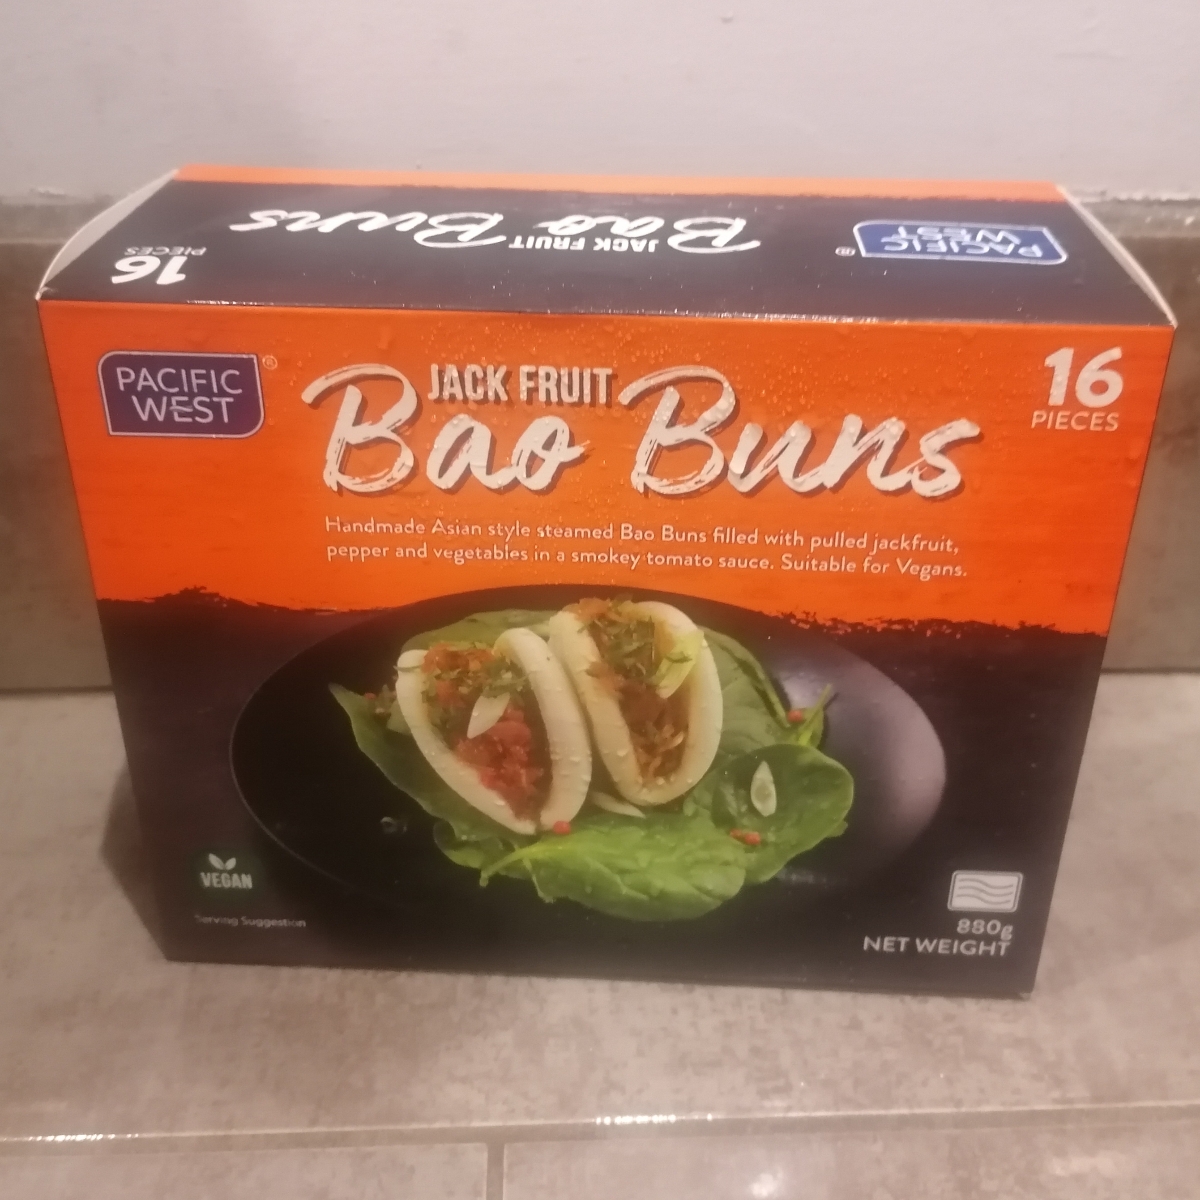 16
PIECES
JACK FRUIT
Bao Buns
PACIFIC
WEST
®
PACIFIC
WEST
®
JACK FRUIT
Bao Buns
16
PIECES
Handmade Asian style steamed Bao Buns filled with pulled jackfruit,
pepper and vegetables in a smokey tomato sauce. Suitable for Vegans.
VEGAN
Serving Suggestion
880g
NET WEIGHT